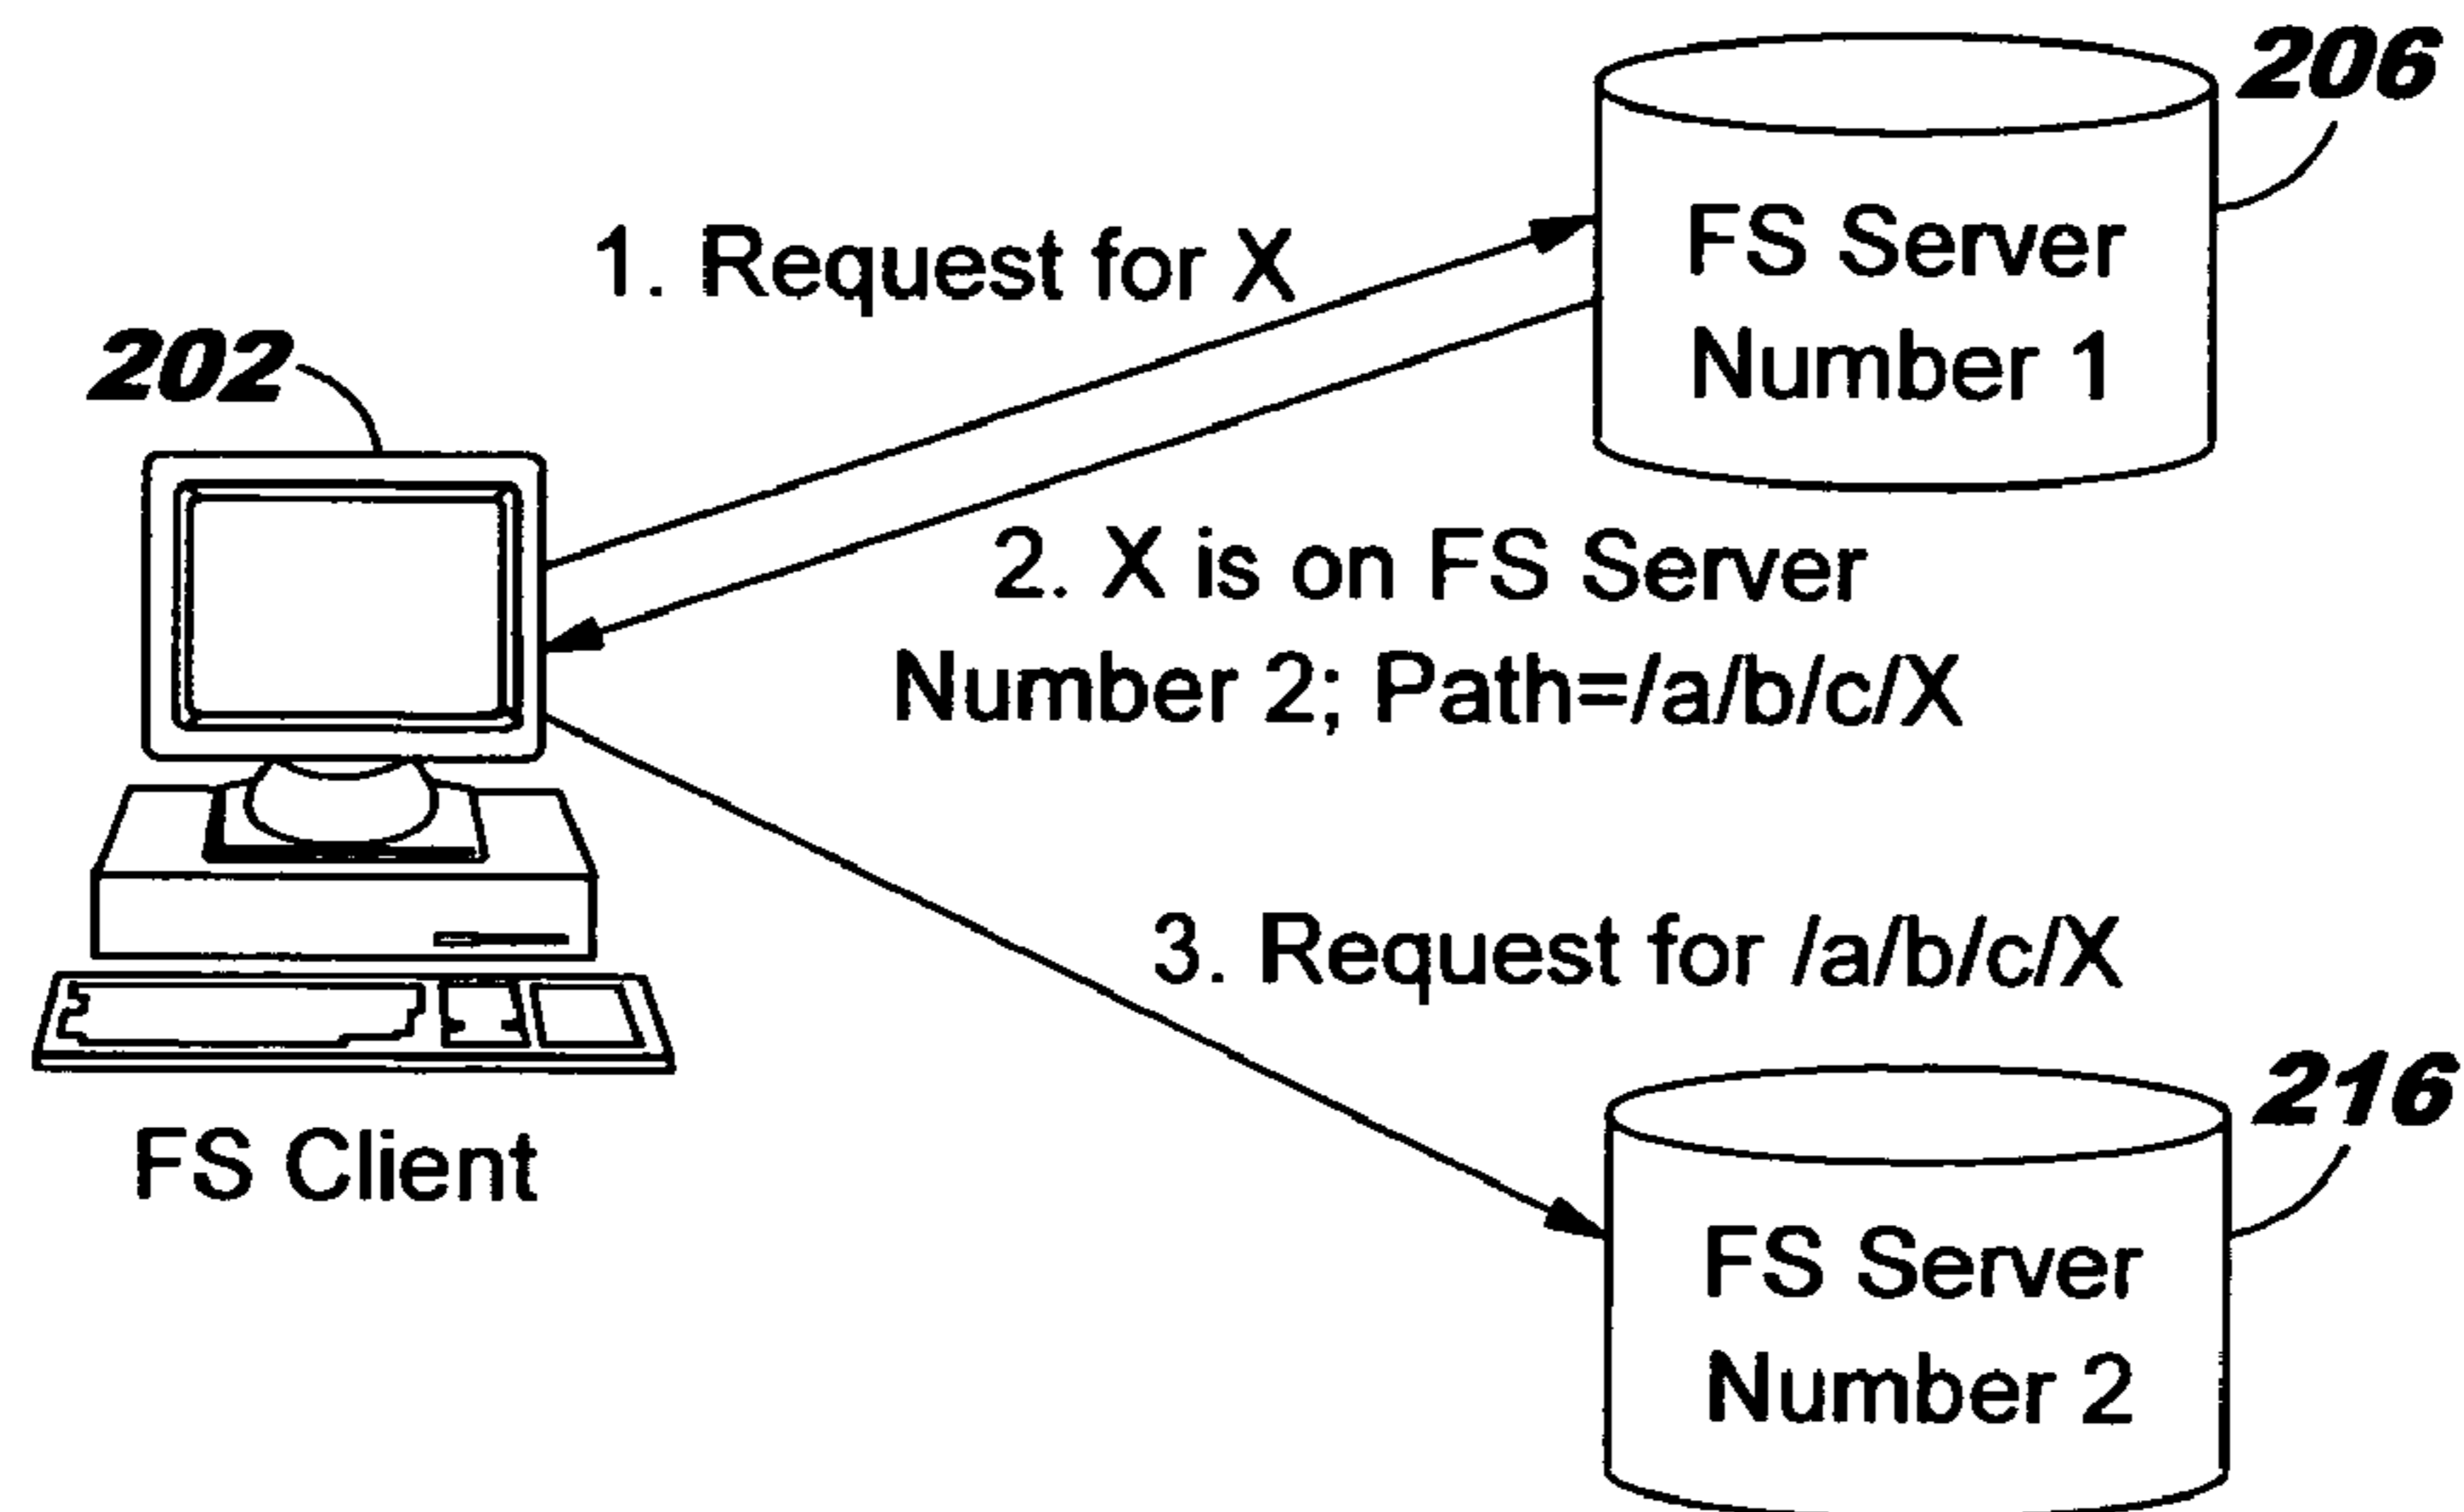 206
1. Request for X
FS Server
Number 1
202
2. X is on FS Server
Number 2; Path=/a/b/c/X
3. Request for /a/b/c/X
216
FS Client
FS Server
Number 2